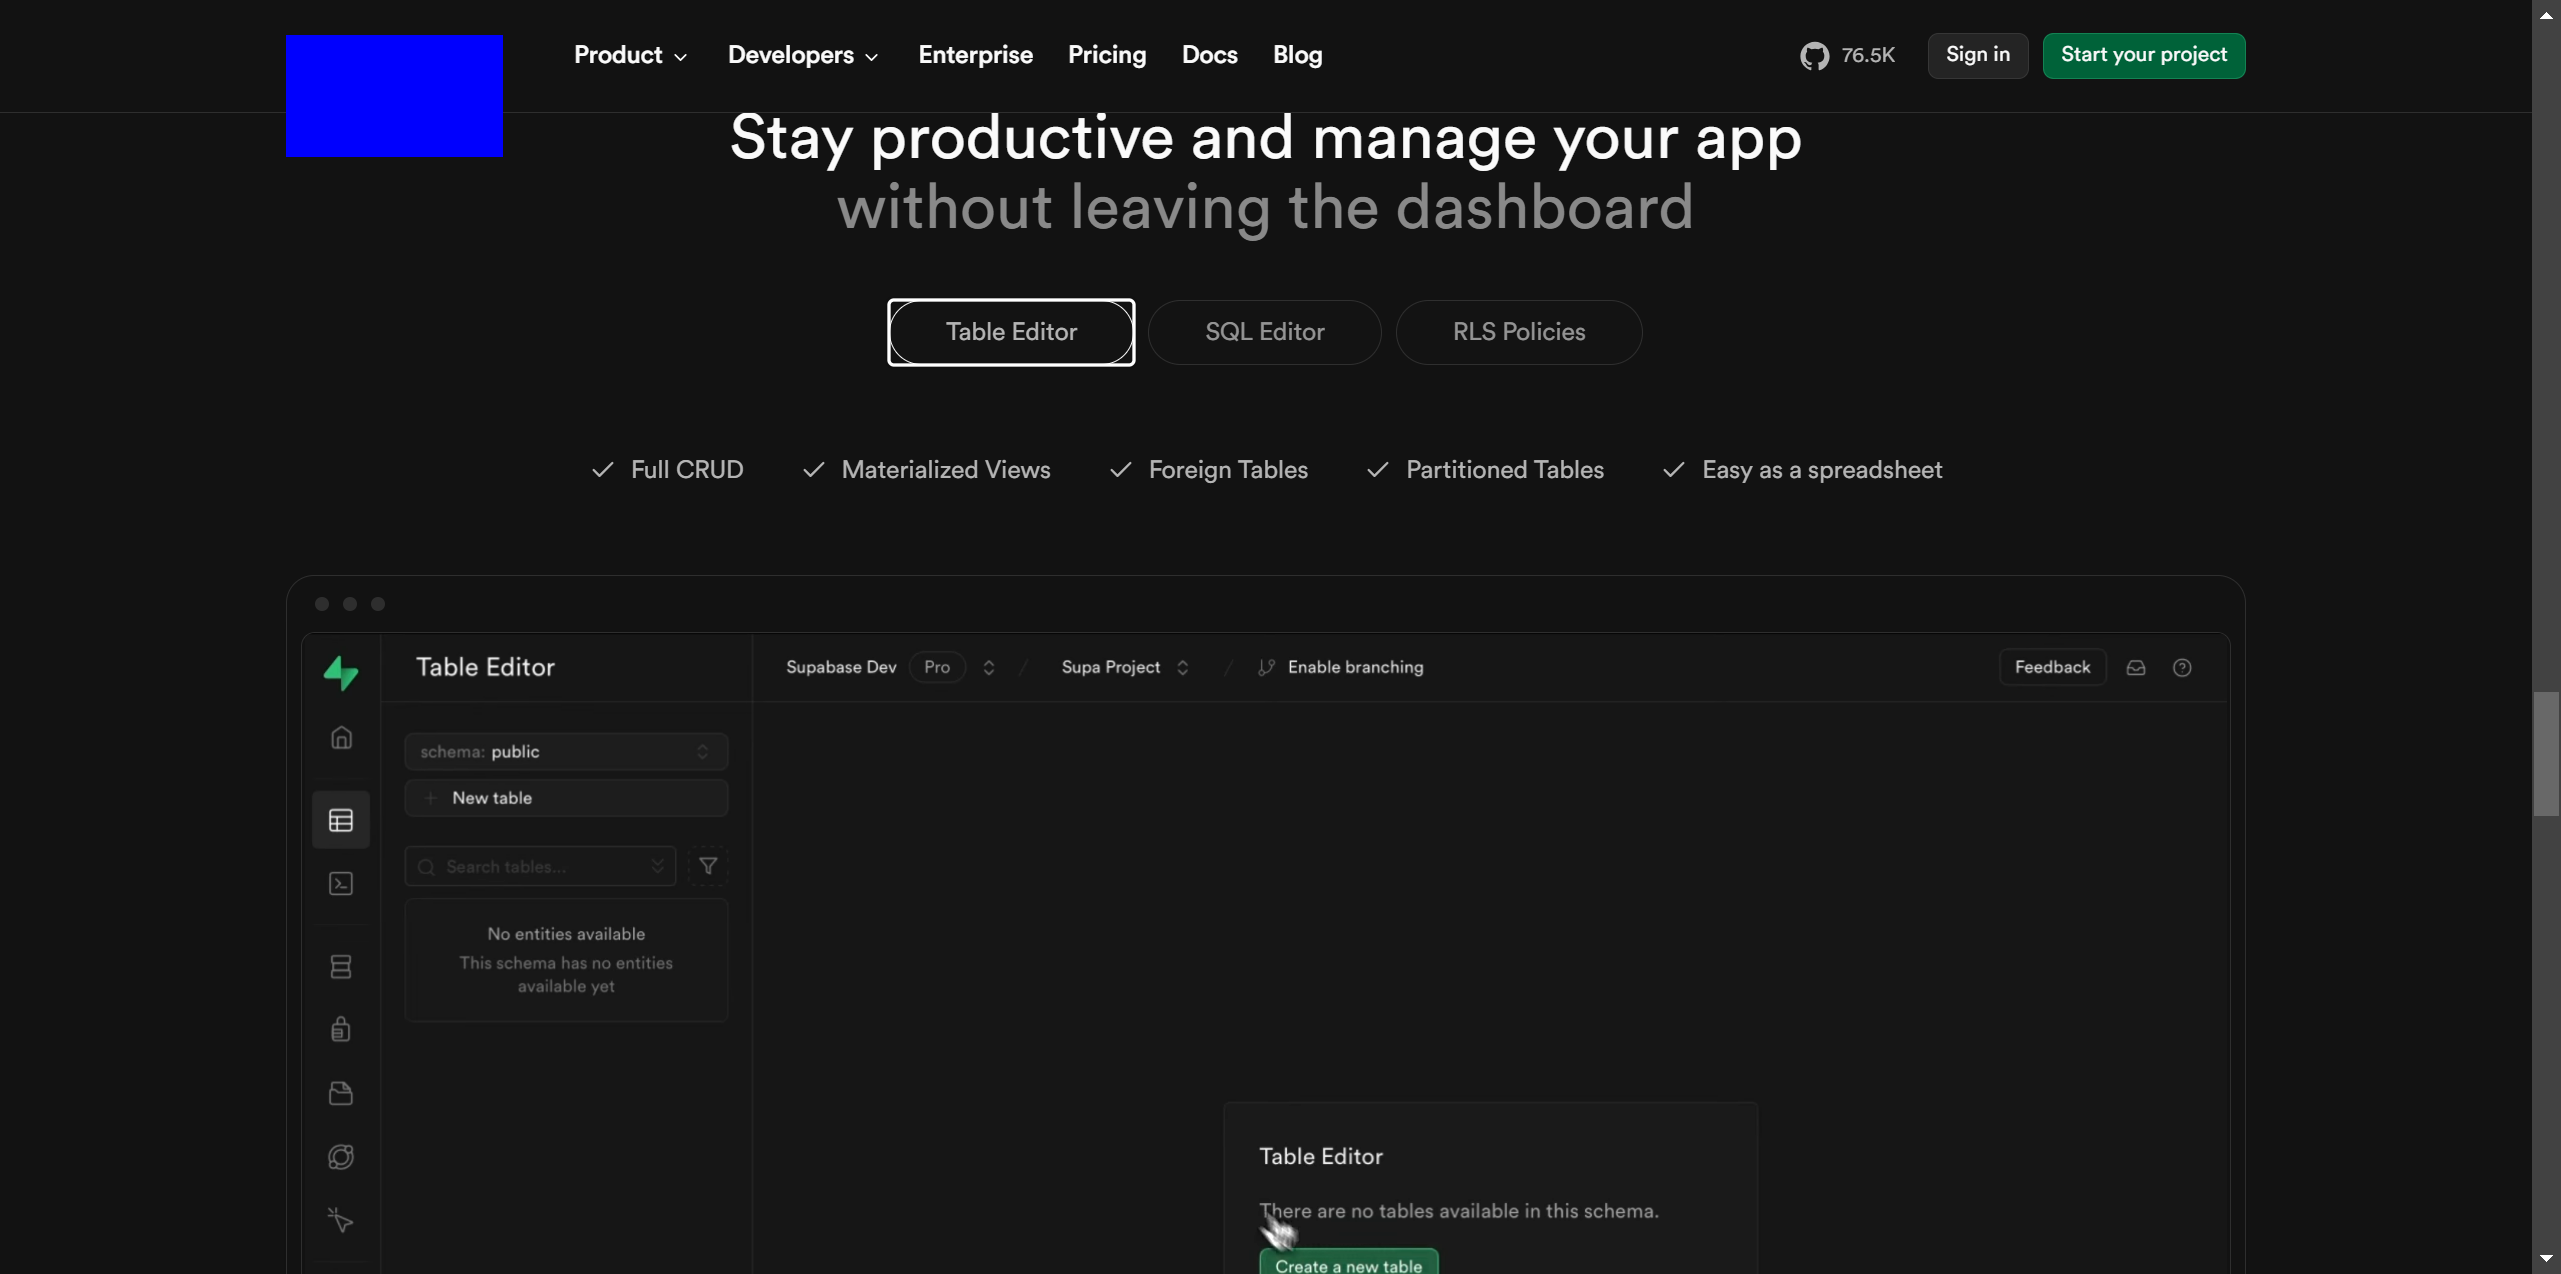 Product
Developers
Enterprise
Pricing
Docs
Blog
76.5K
Sign in
Start your project
Stay productive and manage your app
without leaving the dashboard
Table Editor
SQL Editor
RLS Policies
Full CRUD
Materialized Views
Foreign Tables
Partitioned Tables
Easy as a spreadsheet
Table Editor
Supabase Dev
Pro
Supa Project
Enable branching
Feedback
schema: public
New table
Search tables...
No entities available
This schema has no entities
available yet
Table Editor
There are no tables available in this schema.
Create a new table